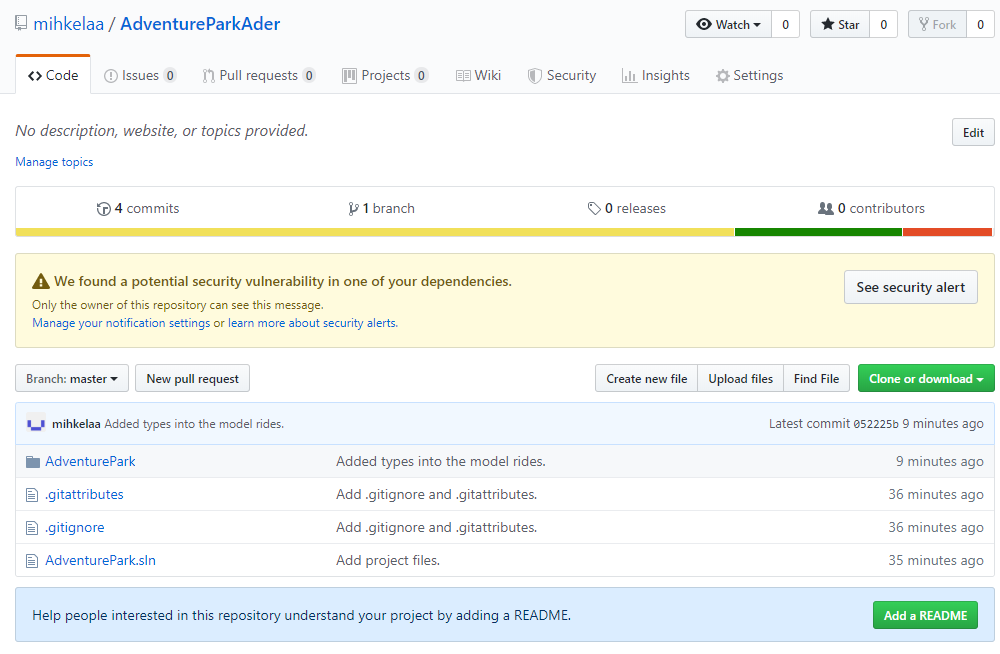 mihkelaa / AdventureParkAder Watch 0 Star 0 Fork 0
Code Issues 0 Pull requests 0 Projects 0 Wiki Security Insights Settings
No description, website, or topics provided. Edit
Manage topics
4 commits 1 branch 0 releases 0 contributors
We found a potential security vulnerability in one of your dependencies.
Only the owner of this repository can see this message.
Manage your notification settings or learn more about security alerts.
See security alert
Branch: master New pull request Create new file Upload files Find File Clone or download
mihkelaa Added types into the model rides. Latest commit 052225b 9 minutes ago
AdventurePark Added types into the model rides. 9 minutes ago
.gitattributes Add .gitignore and .gitattributes. 36 minutes ago
.gitignore Add .gitignore and .gitattributes. 36 minutes ago
AdventurePark.sln Add project files. 35 minutes ago
Help people interested in this repository understand your project by adding a README. Add a README